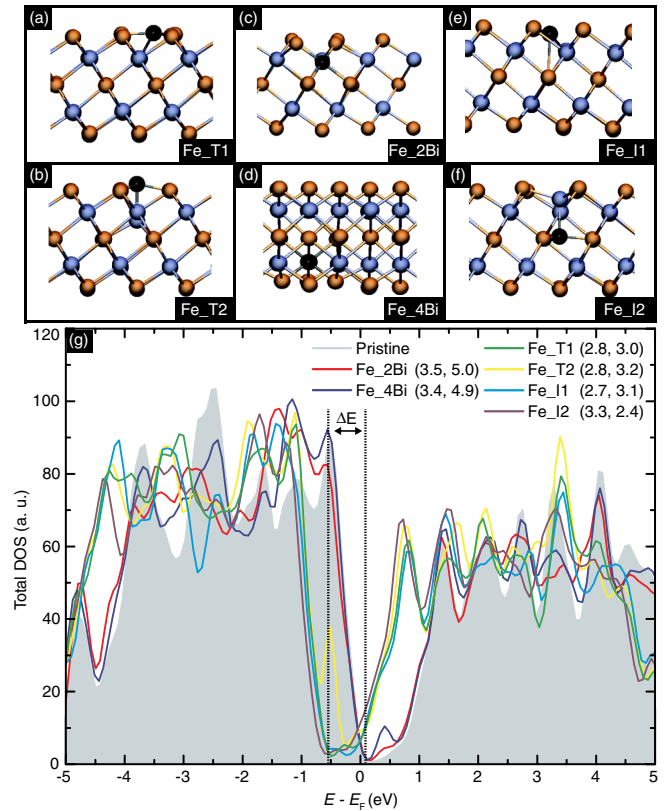 (a)
Fe_T1
(c)
Fe_2Bi
(e)
Fe_I1
(b)
Fe_T2
(d)
Fe_4Bi
(f)
Fe_I2
(g)
Pristine
Fe_2Bi (3.5, 5.0)
Fe_4Bi (3.4, 4.9)
Fe_T1 (2.8, 3.0)
Fe_T2 (2.8, 3.2)
Fe_I1 (2.7, 3.1)
Fe_I2 (3.3, 2.4)
ΔE
Total DOS (a. u.)
120
100
80
60
40
20
0
-5 -4 -3 -2 -1 0 1 2 3 4 5
E - E_F (eV)